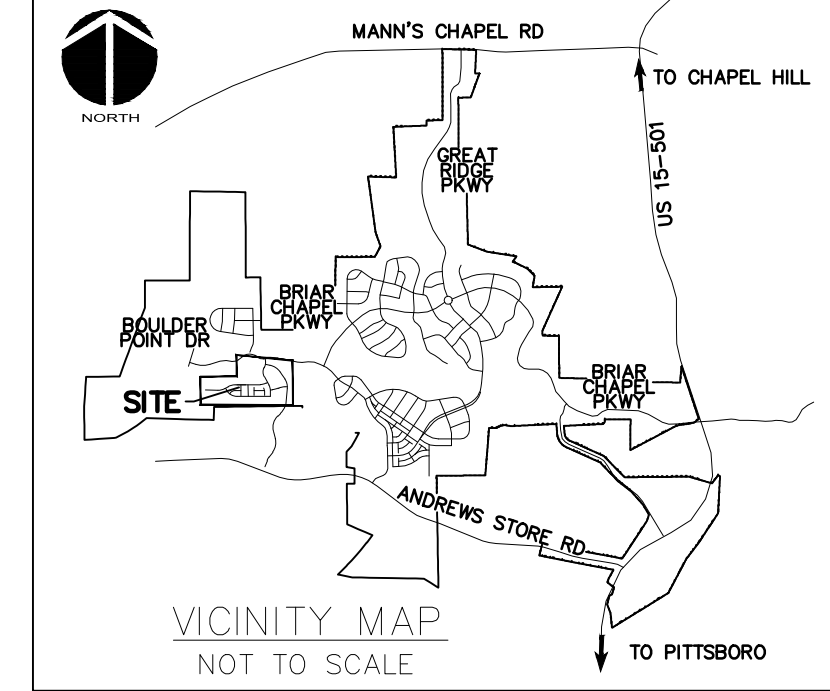 MANN'S CHAPEL RD
TO CHAPEL HILL
NORTH
US 15-501
GREAT
RIDGE
PKWY
BRIAR
CHAPEL
PKWY
BOULDER
POINT DR
BRIAR
CHAPEL
PKWY
SITE
ANDREWS STORE RD
VICINITY MAP
NOT TO SCALE
TO PITTSBORO